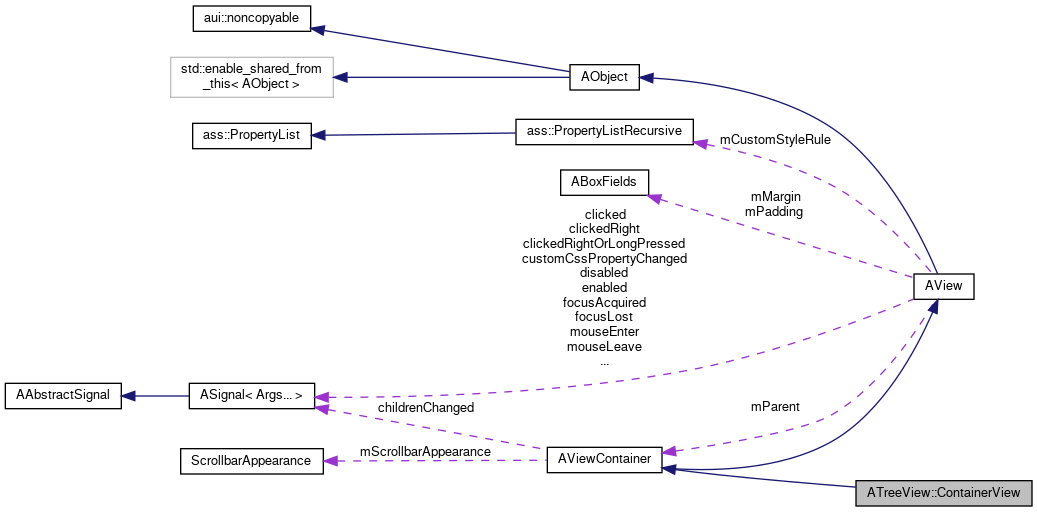 aui::noncopyable
std::enable_shared_from
_this< AObject >
AObject
ass::PropertyList
ass::PropertyListRecursive
mCustomStyleRule
ABoxFields
mMargin
mPadding
clicked
clickedRight
clickedRightOrLongPressed
customCssPropertyChanged
disabled
enabled
focusAcquired
focusLost
mouseEnter
mouseLeave
...
AView
AAbstractSignal
ASignal< Args... >
childrenChanged
mParent
ScrollbarAppearance
mScrollbarAppearance
AViewContainer
ATreeView::ContainerView